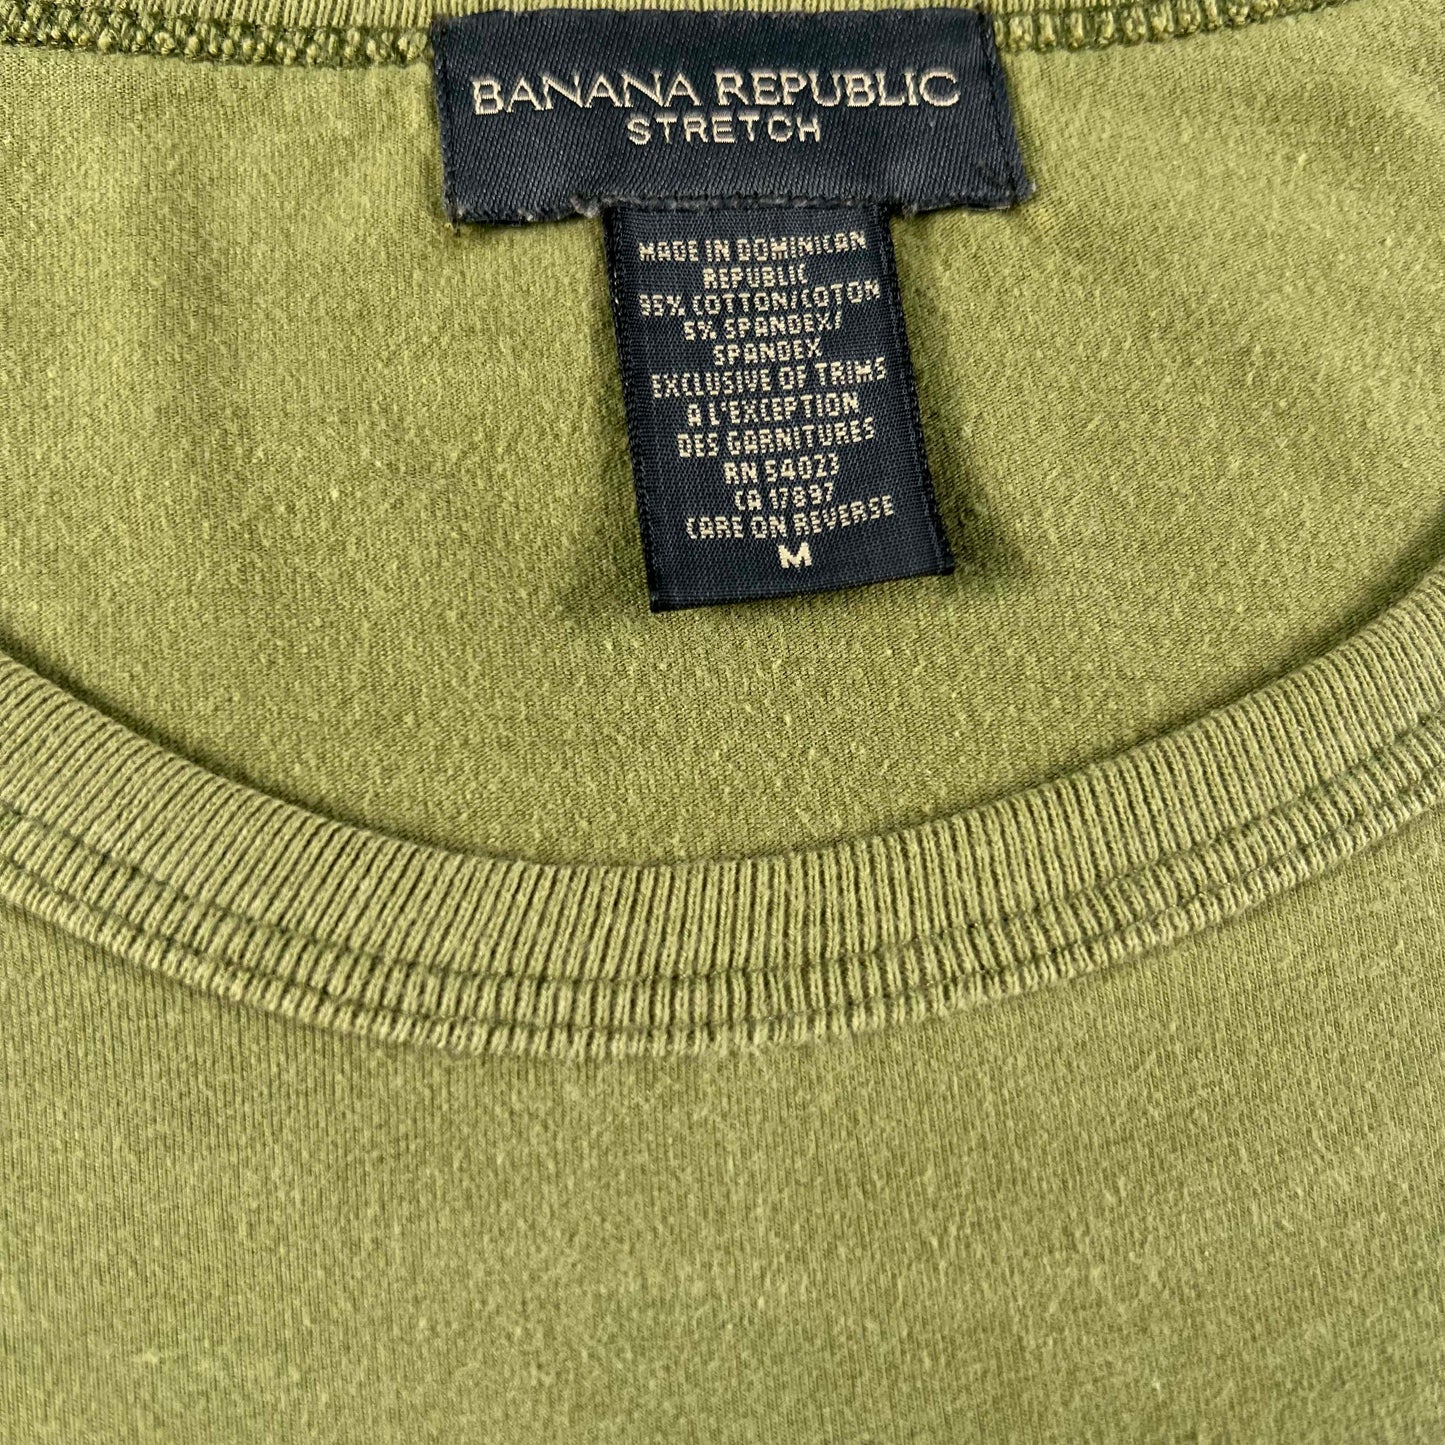 BANANA REPUBLIC
STRETCH
MADE IN DOMINICAN
REPUBLIC
95% COTTON/COTON
5% SPANDEX/
SPANDEX
EXCLUSIVE OF TRIMS
A L'EXCEPTION
DES GARNITURES
RN 54023
CA 17897
CARE ON REVERSE
M